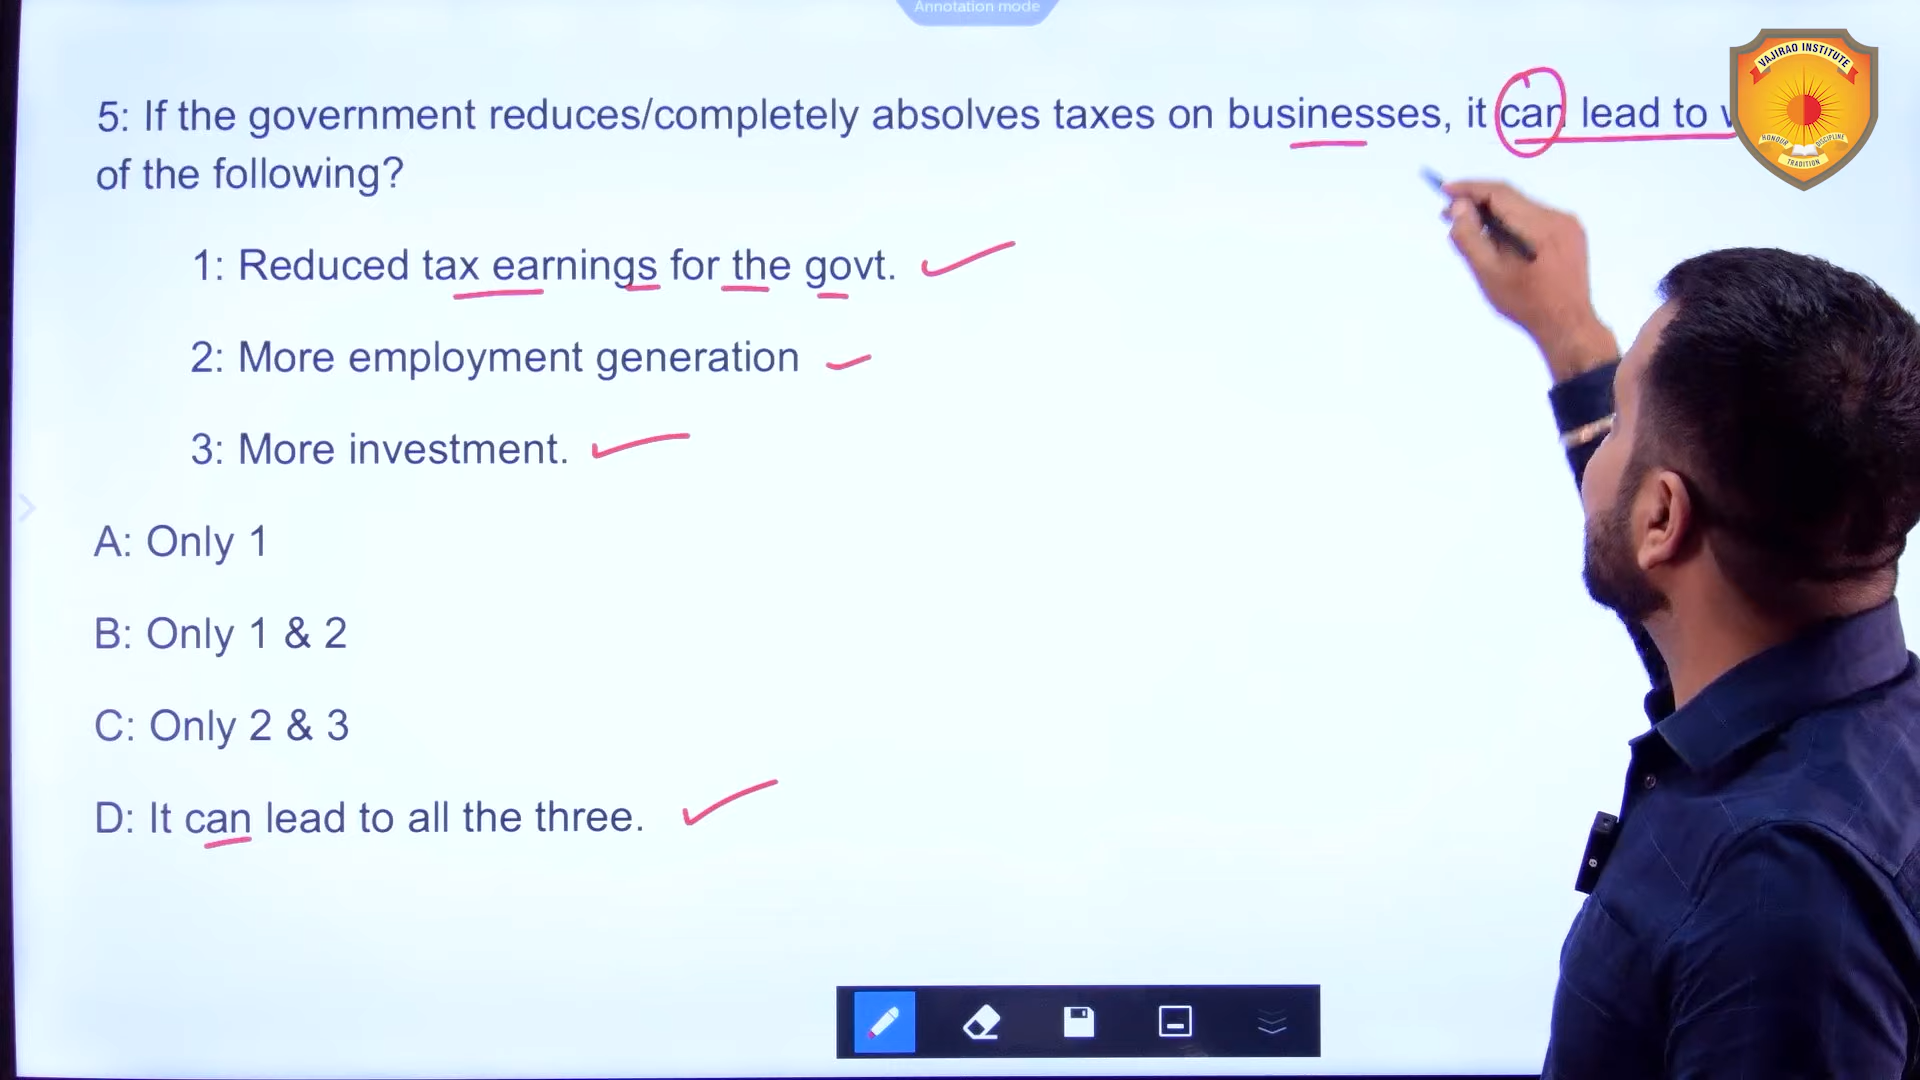 Annotation mode
5: If the government reduces/completely absolves taxes on businesses, it can lead to
of the following?
1: Reduced tax earnings for the govt.
2: More employment generation
3: More investment.
A: Only 1
B: Only 1 & 2
C: Only 2 & 3
D: It can lead to all the three.
VAJIRAO INSTITUTE
HONOUR DISCIPLINE
TRADITION